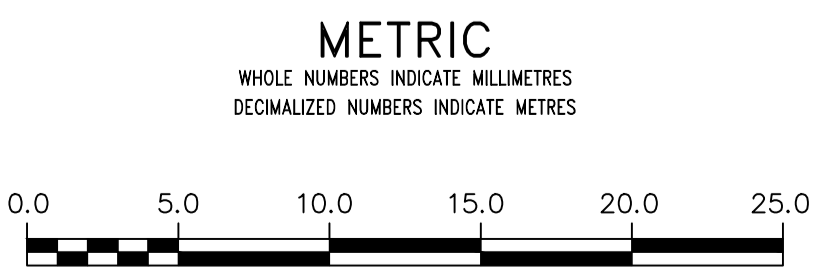 METRIC
WHOLE NUMBERS INDICATE MILLIMETRES
DECIMALIZED NUMBERS INDICATE METRES
0.0 5.0 10.0 15.0 20.0 25.0